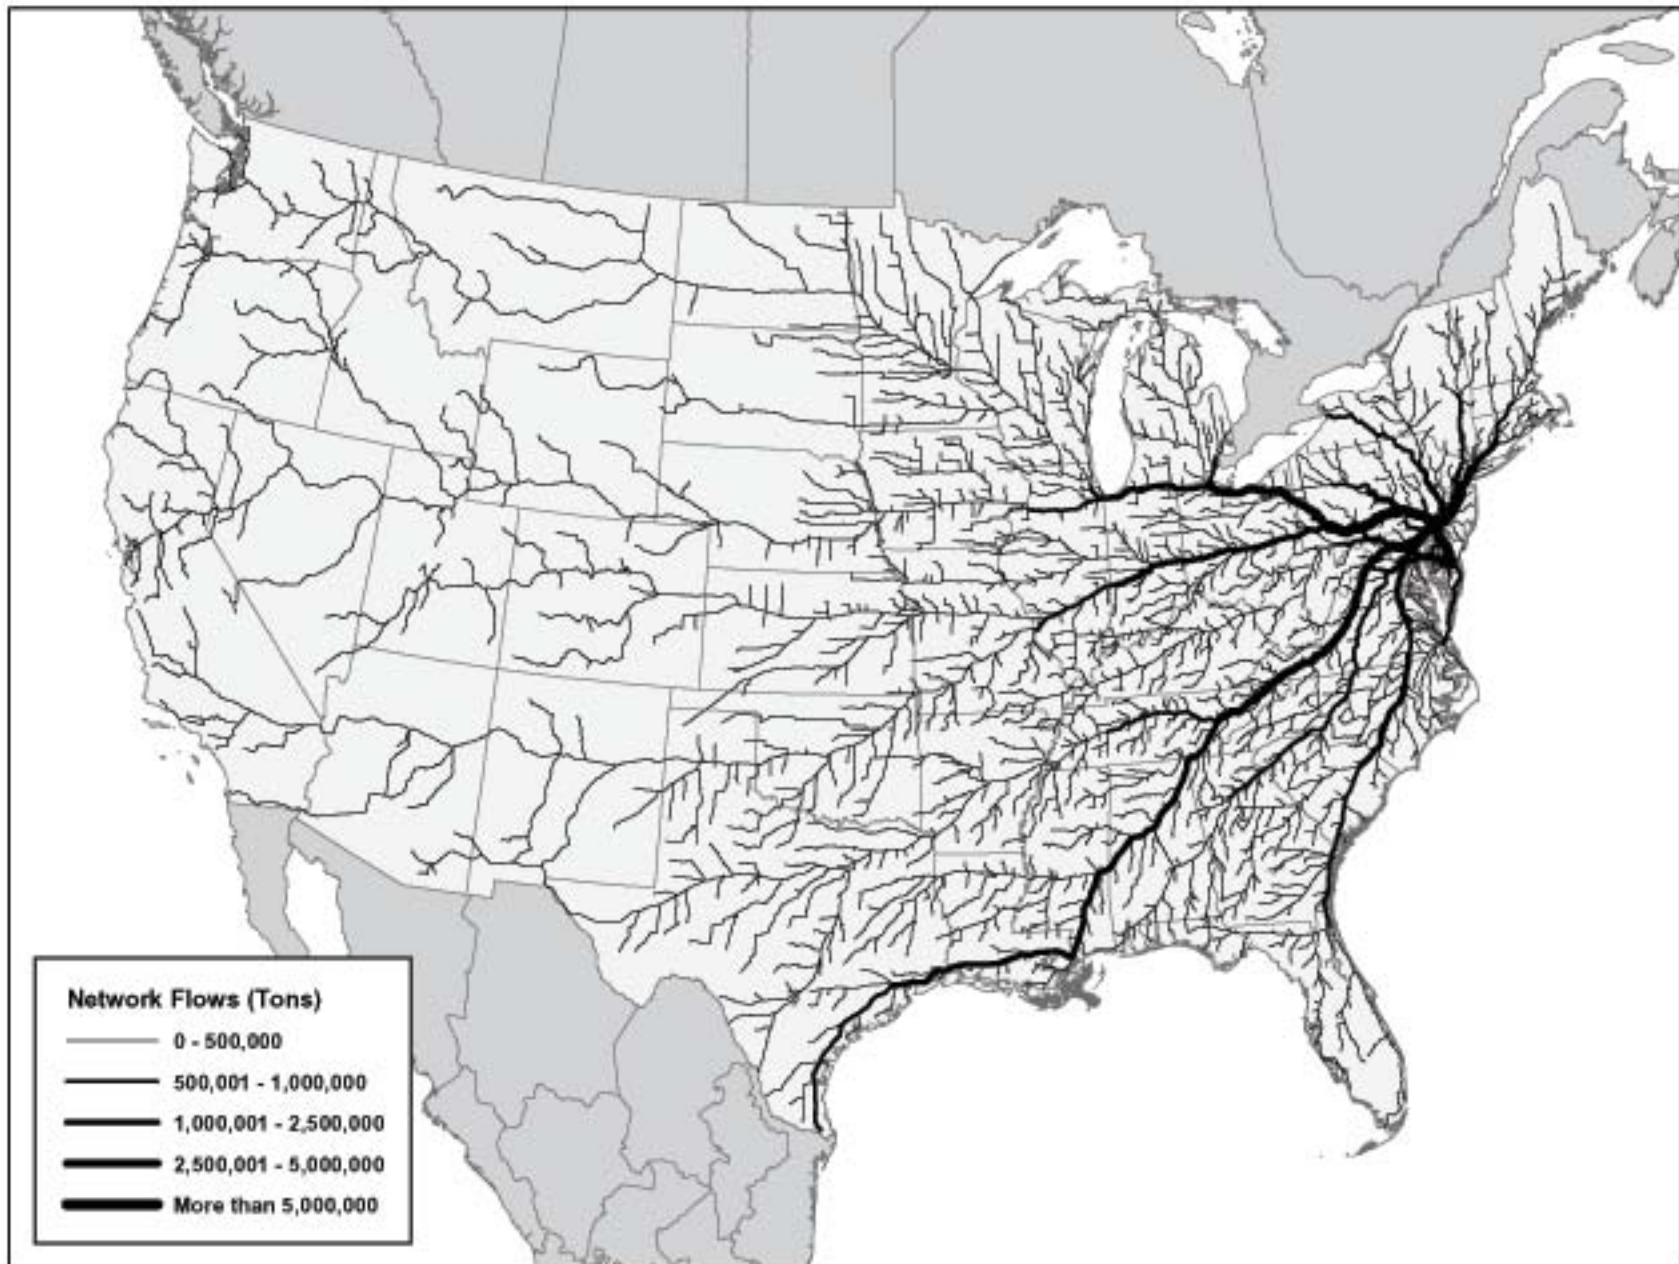 Network Flows (Tons)
0 - 500,000
500,001 - 1,000,000
1,000,001 - 2,500,000
2,500,001 - 5,000,000
More than 5,000,000